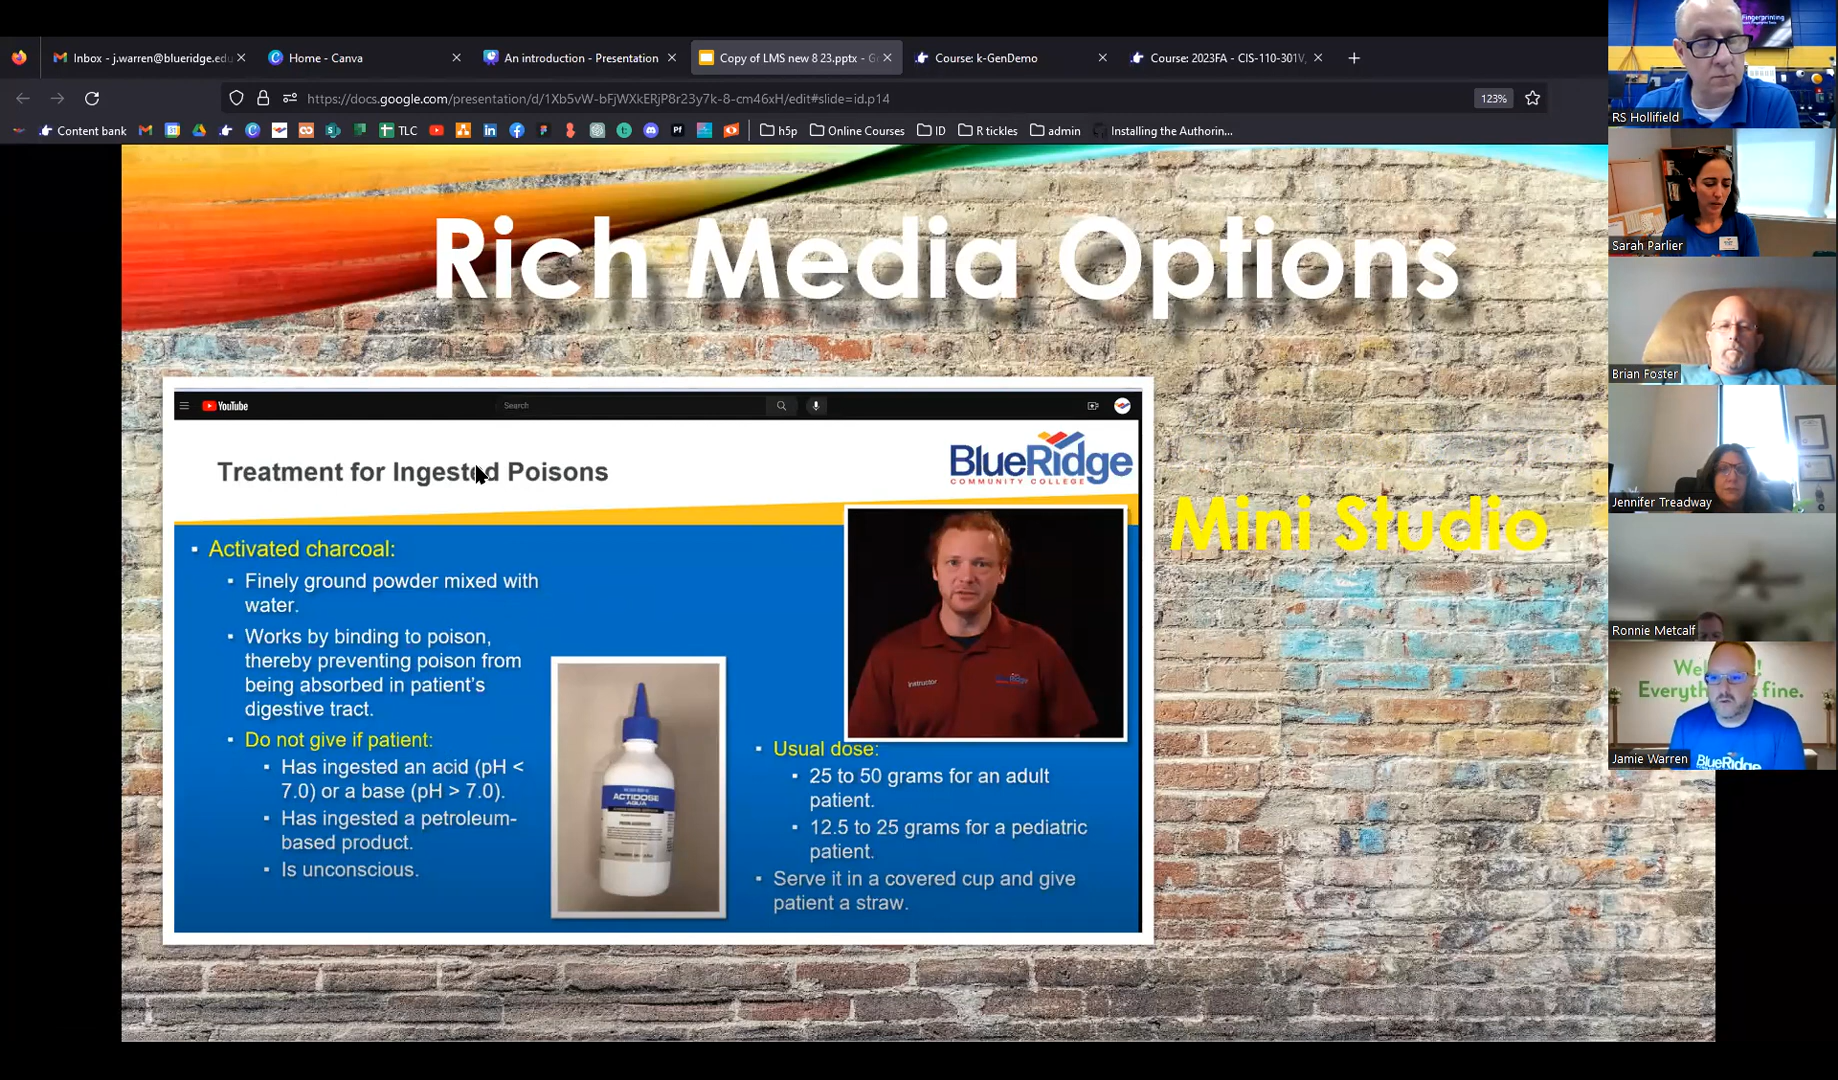 Inbox - j.warren@blueridge.edu
Home - Canva
An introduction - Presentation
Copy of LMS new 8 23.pptx - G
Course: k-GenDemo
Course: 2023FA - CIS-110-301V,
https://docs.google.com/presentation/d/1Xb5vW-bFjWXkERjP8r23y7k-8-cm46xH/edit#slide=id.p14
123%
Content bank
TLC
Pf
h5p
Online Courses
ID
R tickles
admin
Installing the Authorin...
Rich Media Options
YouTube
Search
Treatment for Ingested Poisons
BlueRidge
COMMUNITY COLLEGE
▪ Activated charcoal:
▪ Finely ground powder mixed with
water.
▪ Works by binding to poison,
thereby preventing poison from
being absorbed in patient's
digestive tract.
▪ Do not give if patient:
▪ Has ingested an acid (pH <
7.0) or a base (pH > 7.0).
▪ Has ingested a petroleum-
based product.
▪ Is unconscious.
ACTIDOSE
AQUA
Instructor
▪ Usual dose:
▪ 25 to 50 grams for an adult
patient.
▪ 12.5 to 25 grams for a pediatric
patient.
▪ Serve it in a covered cup and give
patient a straw.
Mini Studio
Fingerprinting
RS Hollifield
Sarah Parlier
Brian Foster
Jennifer Treadway
Ronnie Metcalf
fine.
BlueRidge
Jamie Warren